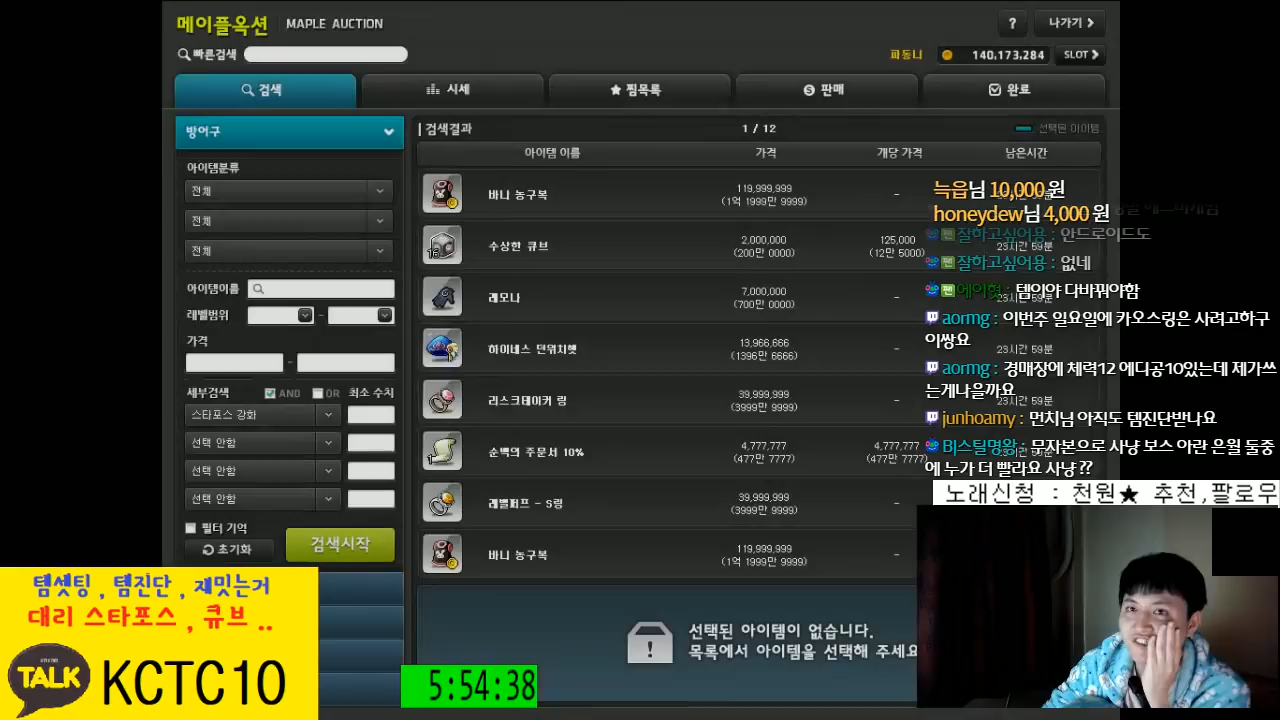 메이플옥션 MAPLE AUCTION
? 나가기
빠른검색
파동니 140,173,284 SLOT
검색 시세 찜목록 판매 완료
방어구
아이템분류
전체
전체
전체
아이템이름
레벨범위 -
가격
-
세부검색 AND OR 최소 수치
스타포스 강화
선택 안함
선택 안함
선택 안함
필터 기억
초기화
검색시작
검색결과 1 / 12 선택된 아이템
아이템 이름 가격 개당 가격 남은시간
바니 농구복 119,999,999 -
(1억 1999만 9999)
16
수상한 큐브 2,000,000 125,000
(200만 0000) (12만 5000) 23시간 59분
레모나 7,000,000 -
(700만 0000)
하이네스 던위치햇 13,966,666 - 23시간 59분
(1396만 6666)
리스크테이커 링 39,999,999 - 23시간 59분
(3999만 9999)
순백의 주문서 10% 4,777,777 4,777,777
(477만 7777) (477만 7777)
레벨퍼프 - S링 39,999,999 -
(3999만 9999)
바니 농구복 119,999,999 -
(1억 1999만 9999)
선택된 아이템이 없습니다.
목록에서 아이템을 선택해 주세요
늑읍님 10,000원
honeydew님 4,000원
잘하고싶어용 : 안드로이드도
잘하고싶어용 : 없네
팬에이혓 : 템이야 다바꿔야함
aormg : 이번주 일요일에 카오스링은 사려고하구
이쌍요
aormg : 경매장에 체력12 에디공10있는데 제가쓰
는게나을까요
junhoamy : 먼치님 아직도 템진단받나요
비스틸명왕 : 무자본으로 사냥 보스 아란 은월 둘중
에 누가 더 빨라요 사냥??
노래신청 : 천원★ 추천,팔로우
템셋팅 , 템진단 , 재밋는거
대리 스타포스 , 큐브 ..
TALK KCTC10
5:54:38